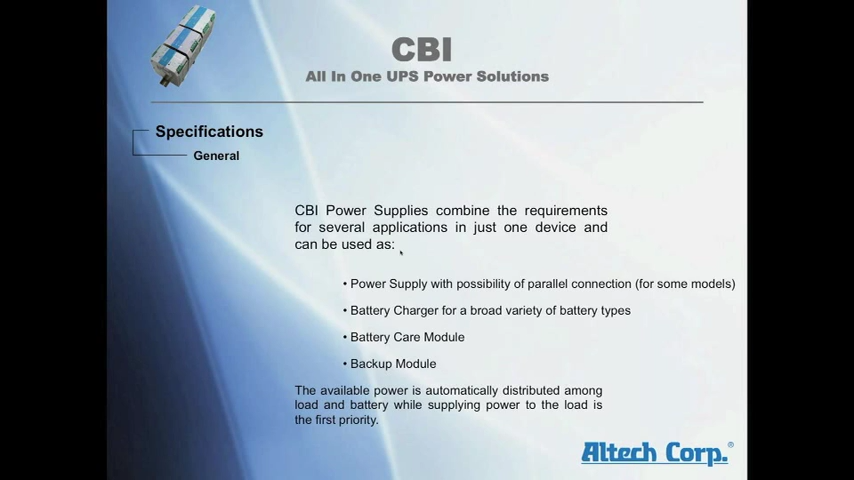 CBI
All In One UPS Power Solutions
Specifications
General
CBI Power Supplies combine the requirements
for several applications in just one device and
can be used as:
• Power Supply with possibility of parallel connection (for some models)
• Battery Charger for a broad variety of battery types
• Battery Care Module
• Backup Module
The available power is automatically distributed among
load and battery while supplying power to the load is
the first priority.
Altech Corp.®